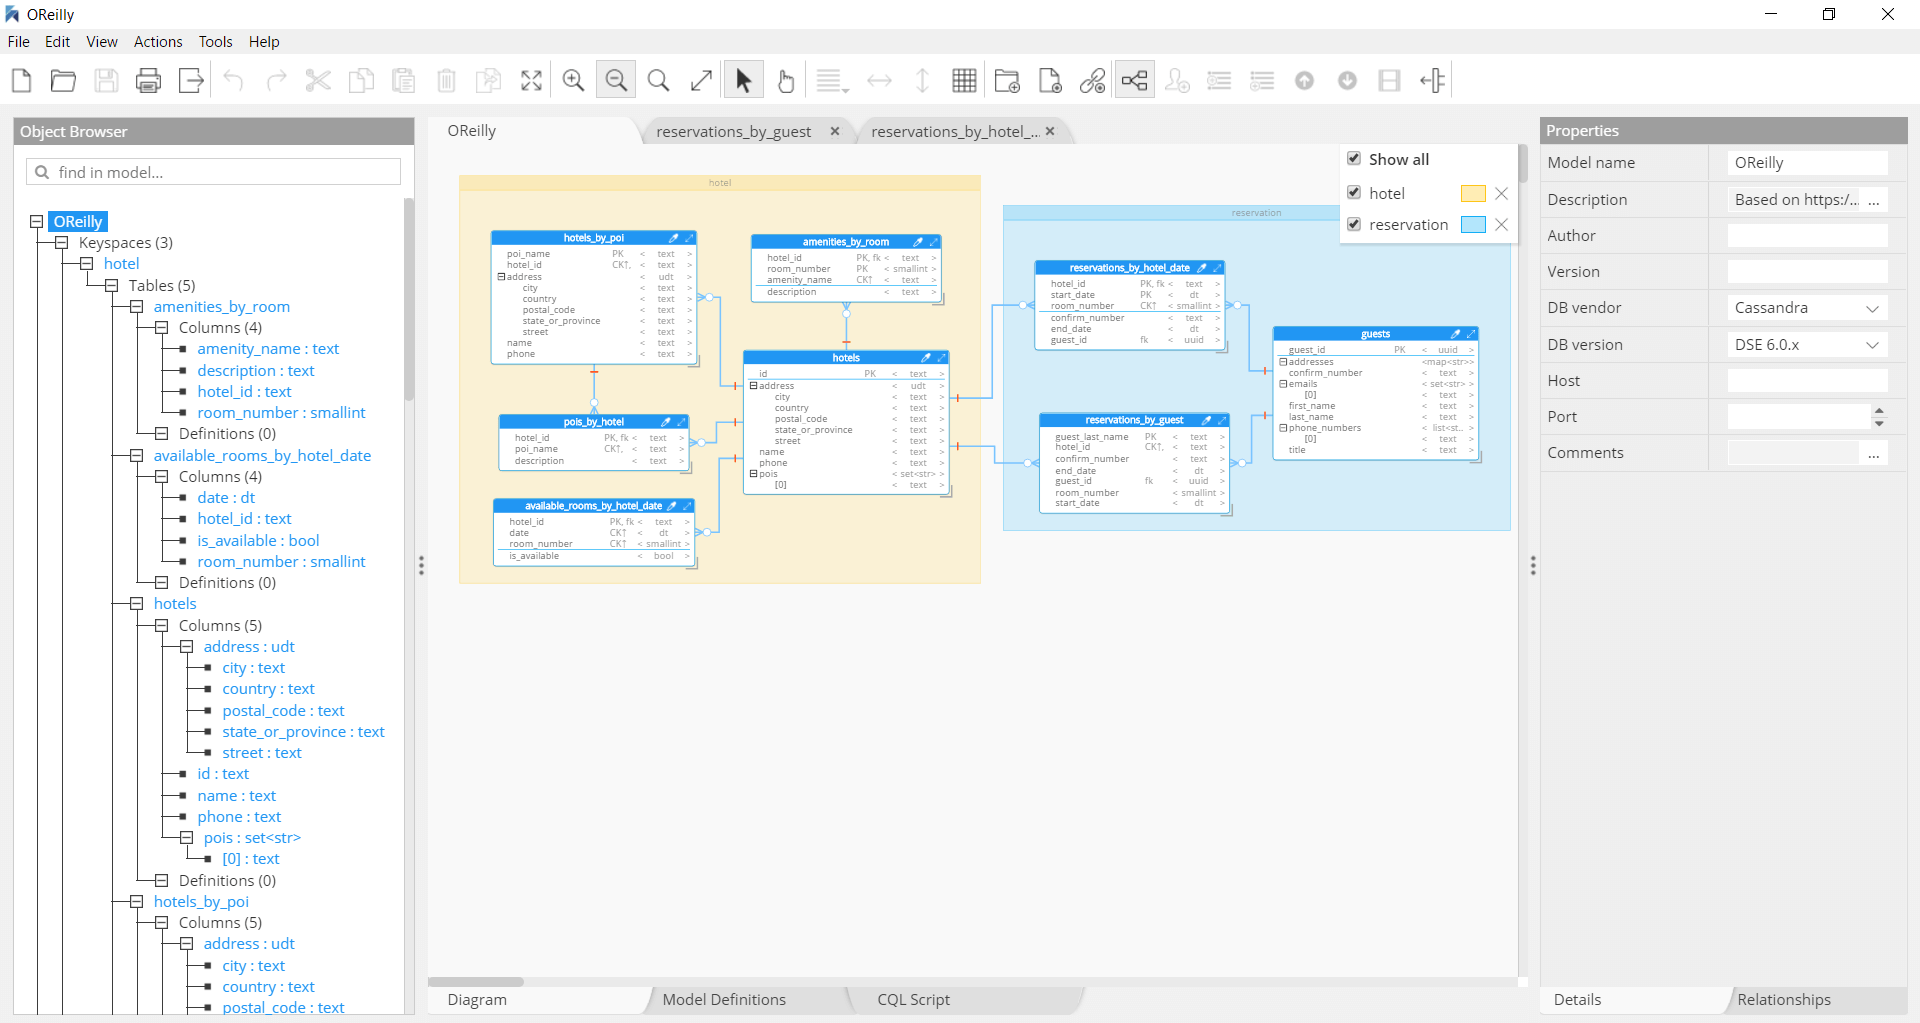 OReilly
File Edit View Actions Tools Help
Object Browser
find in model...
OReilly
Keyspaces (3)
hotel
Tables (5)
amenities_by_room
Columns (4)
amenity_name : text
description : text
hotel_id : text
room_number : smallint
Definitions (0)
available_rooms_by_hotel_date
Columns (4)
date : dt
hotel_id : text
is_available : bool
room_number : smallint
Definitions (0)
hotels
Columns (5)
address : udt
city : text
country : text
postal_code : text
state_or_province : text
street : text
id : text
name : text
phone : text
pois : set<str>
[0] : text
Definitions (0)
hotels_by_poi
Columns (5)
address : udt
city : text
country : text
postal_code : text
OReilly
reservations_by_guest
reservations_by_hotel_...
Show all
hotel
reservation
hotel
hotels_by_poi
poi_name PK < text >
hotel_id CK↑, < text >
address < udt >
city < text >
country < text >
postal_code < text >
state_or_province < text >
street < text >
name < text >
phone < text >
amenities_by_room
hotel_id PK, fk < text >
room_number PK < smallint >
amenity_name CK↑ < text >
description < text >
pois_by_hotel
hotel_id PK, fk < text >
poi_name CK↑, < text >
description < text >
hotels
id PK < text >
address < udt >
city < text >
country < text >
postal_code < text >
state_or_province < text >
street < text >
name < text >
phone < text >
pois < set<str> >
[0] < text >
available_rooms_by_hotel_date
hotel_id PK, fk < text >
date CK↑ < dt >
room_number CK↑ < smallint >
is_available < bool >
reservation
reservations_by_hotel_date
hotel_id PK, fk < text >
start_date PK < dt >
room_number CK↑ < smallint >
confirm_number < text >
end_date < dt >
guest_id fk < uuid >
reservations_by_guest
guest_last_name PK < text >
hotel_id CK↑, < text >
confirm_number < text >
end_date < dt >
guest_id fk < uuid >
room_number < smallint >
start_date < dt >
guests
guest_id PK < uuid >
addresses <map<str>>
confirm_number < text >
emails < set<str> >
[0] < text >
first_name < text >
last_name < text >
phone_numbers < list<st.. >
[0] < text >
title < text >
Diagram
Model Definitions
CQL Script
Properties
Model name OReilly
Description Based on https:/... ...
Author
Version
DB vendor Cassandra
DB version DSE 6.0.x
Host
Port
Comments ...
Details
Relationships